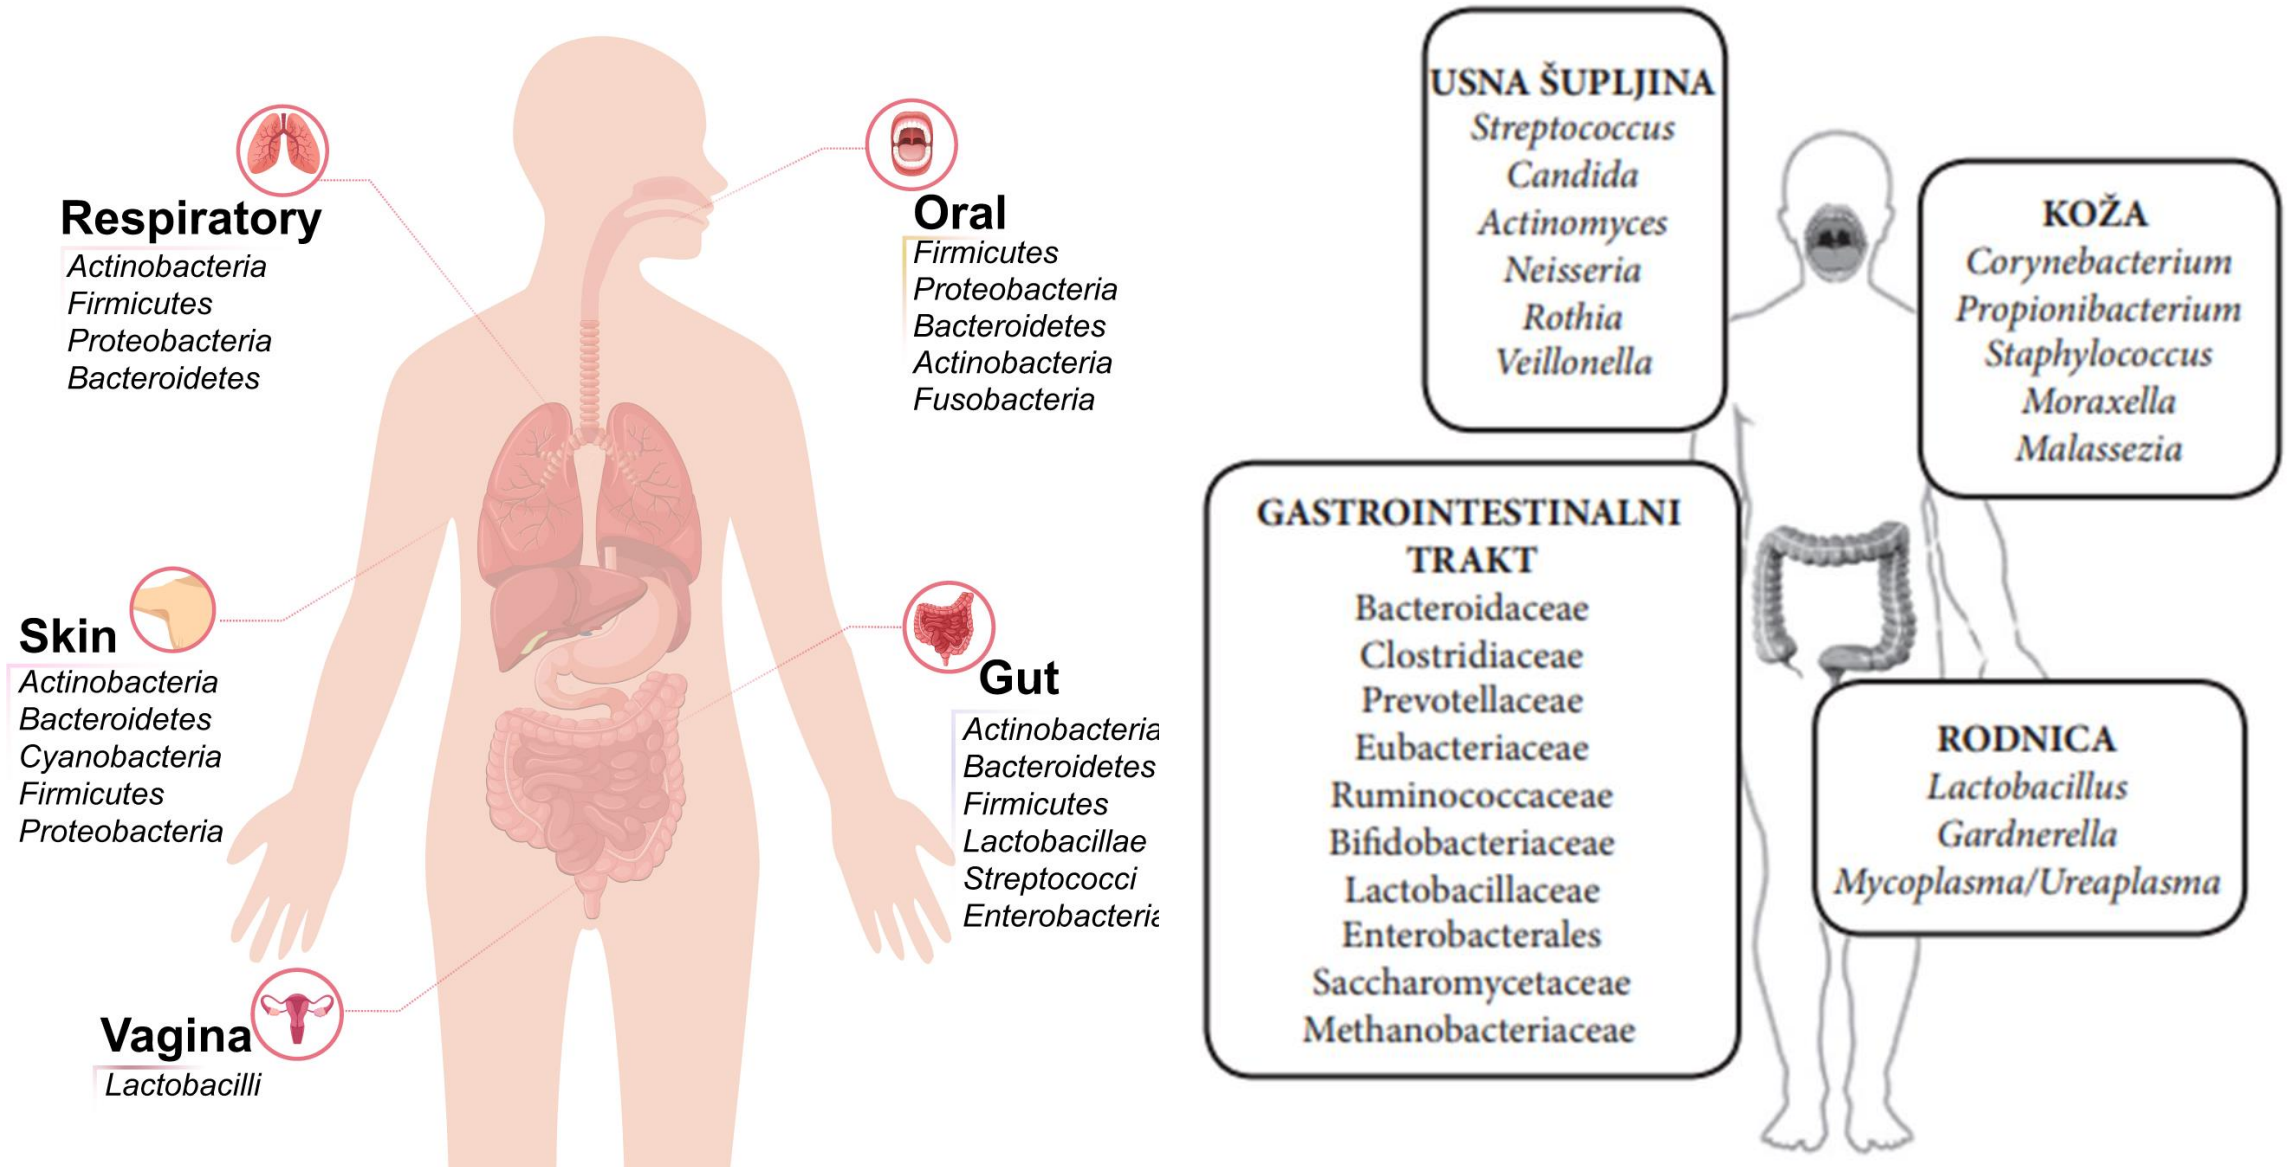 Respiratory
Actinobacteria
Firmicutes
Proteobacteria
Bacteroidetes
Oral
Firmicutes
Proteobacteria
Bacteroidetes
Actinobacteria
Fusobacteria
Skin
Actinobacteria
Bacteroidetes
Cyanobacteria
Firmicutes
Proteobacteria
Gut
Actinobacteria
Bacteroidetes
Firmicutes
Lactobacillae
Streptococci
Enterobacteria
Vagina
Lactobacilli
USNA ŠUPLJINA
Streptococcus
Candida
Actinomyces
Neisseria
Rothia
Veillonella
KOŽA
Corynebacterium
Propionibacterium
Staphylococcus
Moraxella
Malassezia
GASTROINTESTINALNI
TRAKT
Bacteroidaceae
Clostridiaceae
Prevotellaceae
Eubacteriaceae
Ruminococcaceae
Bifidobacteriaceae
Lactobacillaceae
Enterobacterales
Saccharomycetaceae
Methanobacteriaceae
RODNICA
Lactobacillus
Gardnerella
Mycoplasma/Ureaplasma